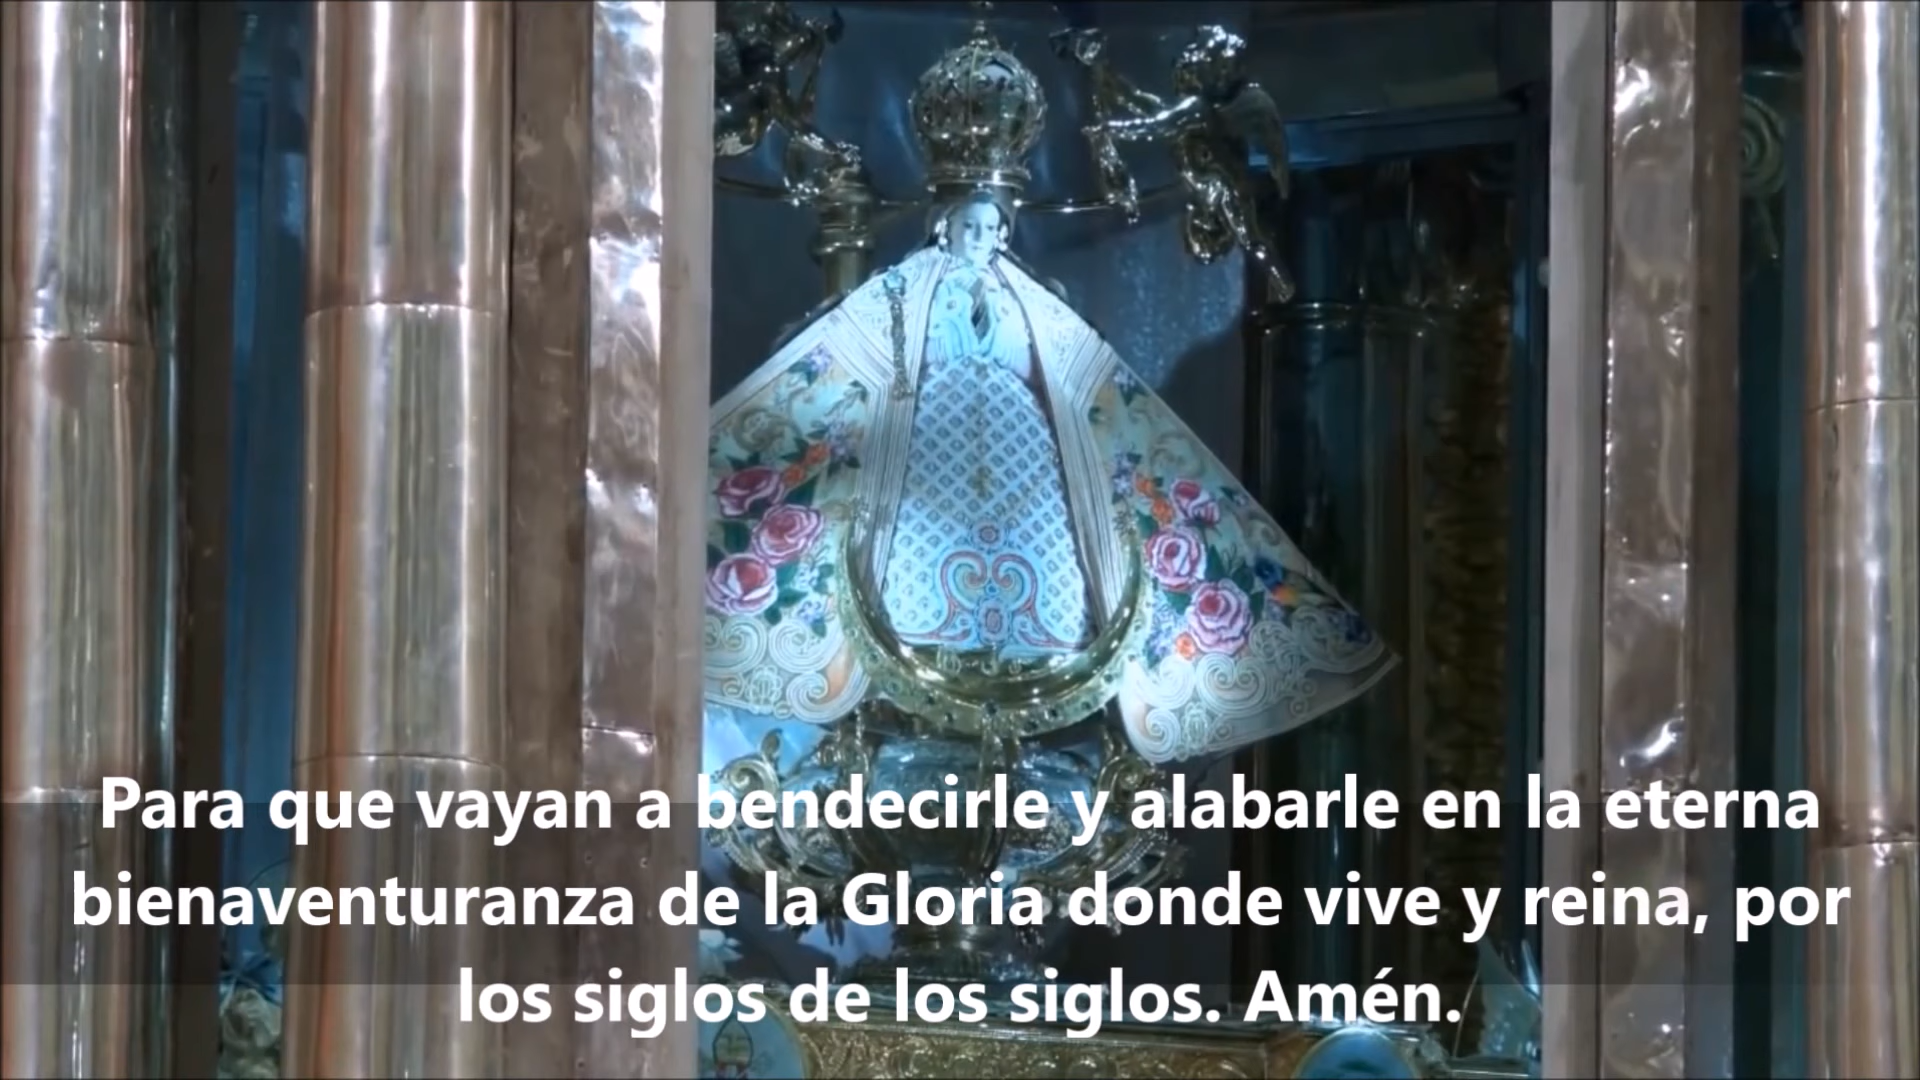 Para que vayan a bendecirle y alabarle en la eterna
bienaventuranza de la Gloria donde vive y reina, por
los siglos de los siglos. Amén.